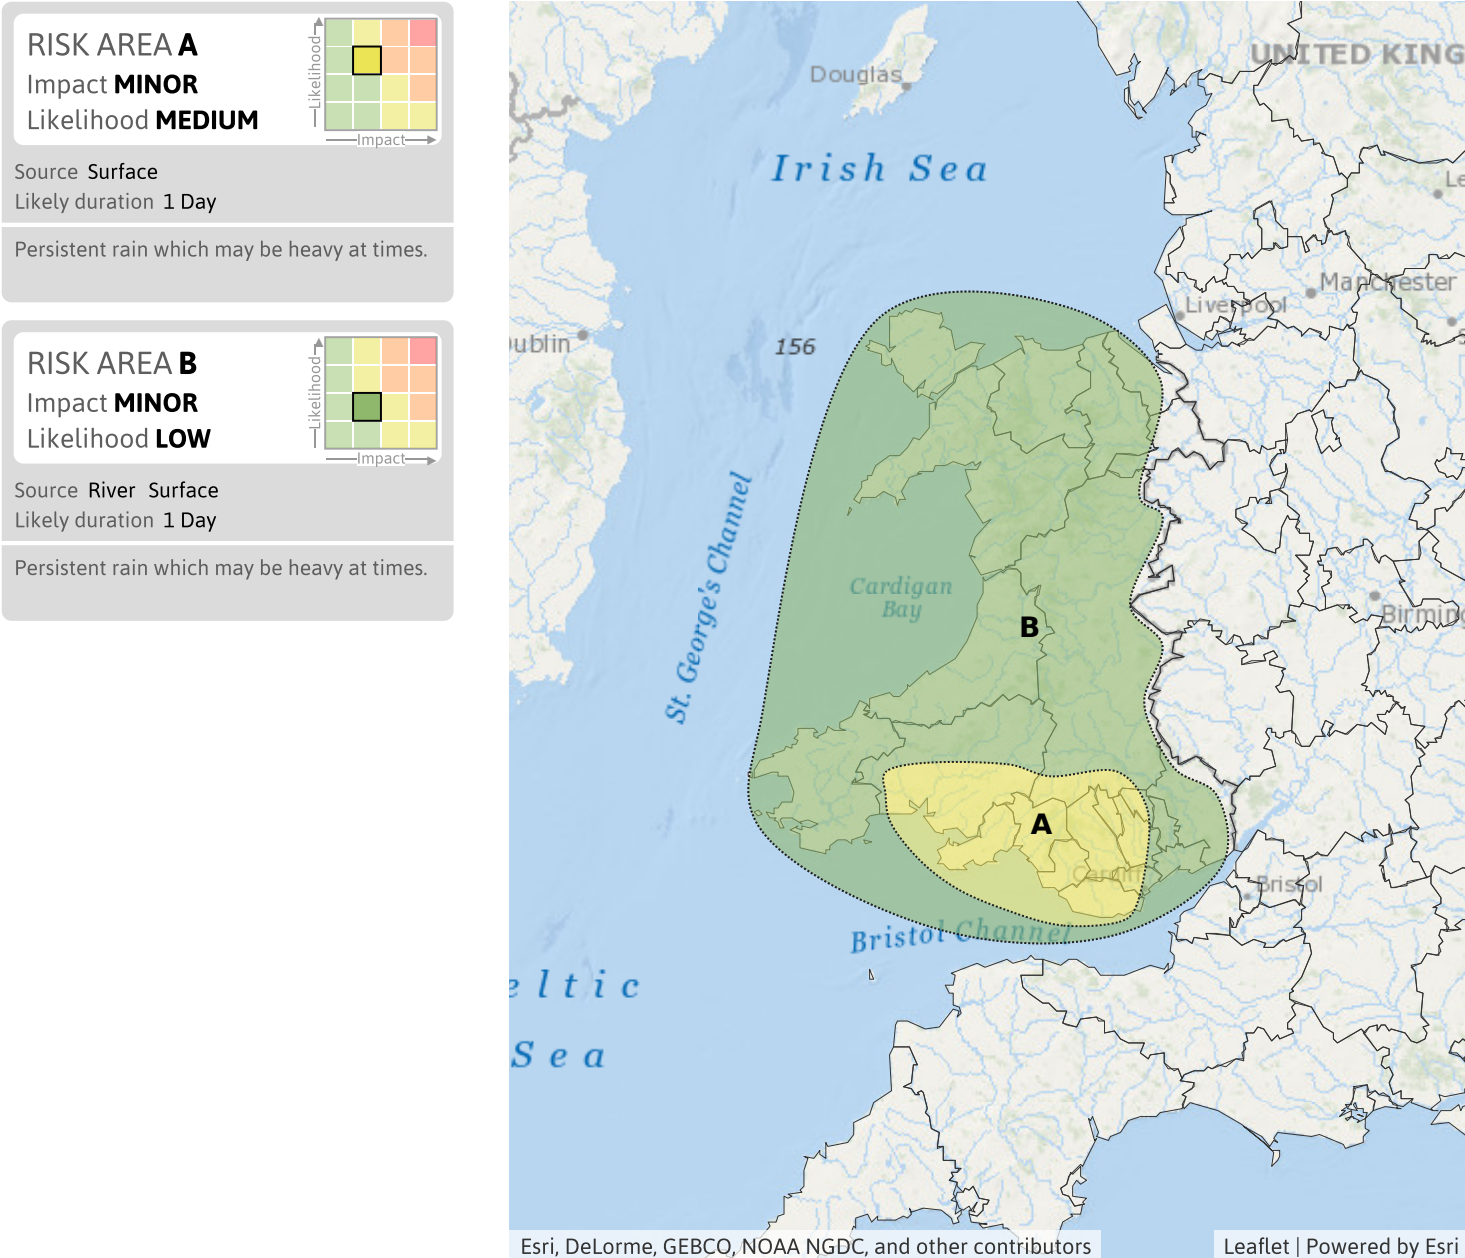 RISK AREA A
Impact MINOR
Likelihood MEDIUM
Likelihood
Impact
Source Surface
Likely duration 1 Day
Persistent rain which may be heavy at times.
RISK AREA B
Impact MINOR
Likelihood LOW
Likelihood
Impact
Source River Surface
Likely duration 1 Day
Persistent rain which may be heavy at times.
UNITED KING
Douglas
Irish Sea
Le
Manchester
Liverpool
S
ublin
156
St. George's Channel
Cardigan
Bay
B
Birming
A
Cardiff
Bristol
Bristol Channel
eltic
Sea
Esri, DeLorme, GEBCO, NOAA NGDC, and other contributors
Leaflet | Powered by Esri